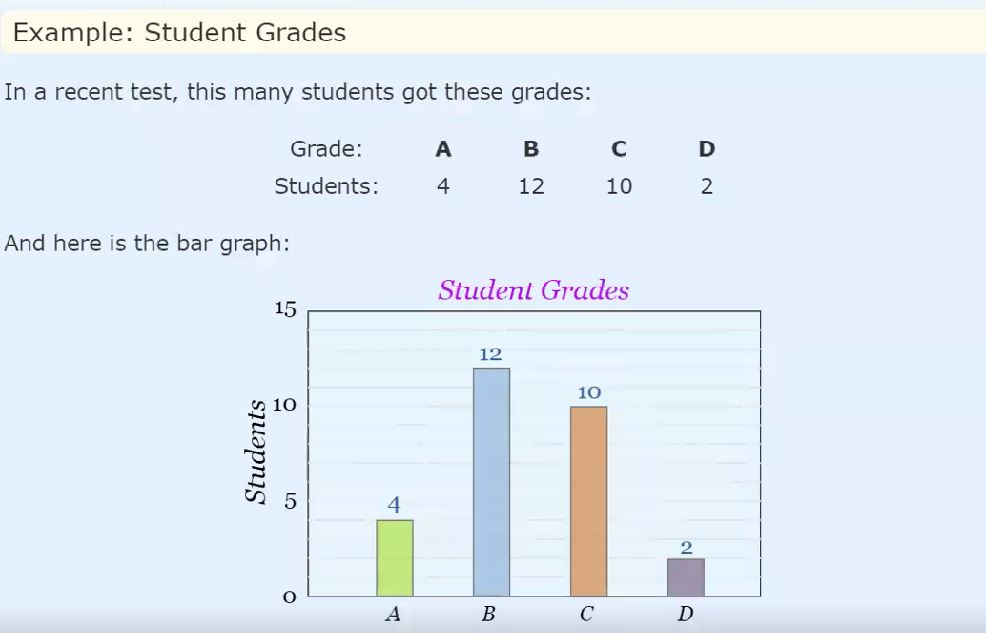 Example: Student Grades
In a recent test, this many students got these grades:
Grade: A B C D
Students: 4 12 10 2
And here is the bar graph:
Student Grades
15
12
10
10
Students
5
4
2
0
A B C D